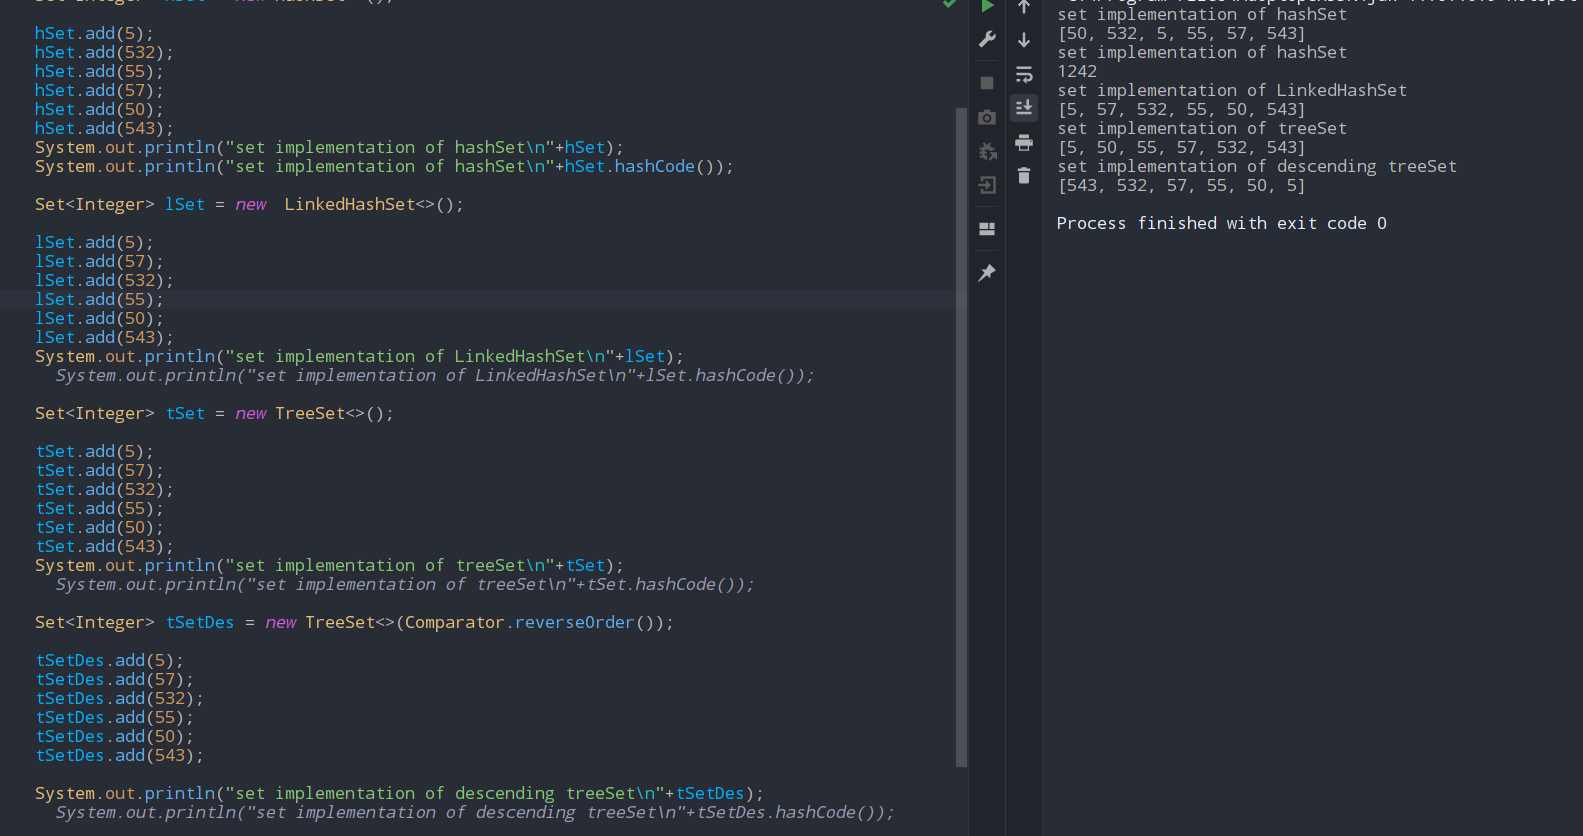 hSet.add(5);
hSet.add(532);
hSet.add(55);
hSet.add(57);
hSet.add(50);
hSet.add(543);
System.out.println("set implementation of hashSet\n"+hSet);
System.out.println("set implementation of hashSet\n"+hSet.hashCode());
Set<Integer> lSet = new  LinkedHashSet<>();
lSet.add(5);
lSet.add(57);
lSet.add(532);
lSet.add(55);
lSet.add(50);
lSet.add(543);
System.out.println("set implementation of LinkedHashSet\n"+lSet);
System.out.println("set implementation of LinkedHashSet\n"+lSet.hashCode());
Set<Integer> tSet = new TreeSet<>();
tSet.add(5);
tSet.add(57);
tSet.add(532);
tSet.add(55);
tSet.add(50);
tSet.add(543);
System.out.println("set implementation of treeSet\n"+tSet);
System.out.println("set implementation of treeSet\n"+tSet.hashCode());
Set<Integer> tSetDes = new TreeSet<>(Comparator.reverseOrder());
tSetDes.add(5);
tSetDes.add(57);
tSetDes.add(532);
tSetDes.add(55);
tSetDes.add(50);
tSetDes.add(543);
System.out.println("set implementation of descending treeSet\n"+tSetDes);
System.out.println("set implementation of descending treeSet\n"+tSetDes.hashCode());
set implementation of hashSet
[50, 532, 5, 55, 57, 543]
set implementation of hashSet
1242
set implementation of LinkedHashSet
[5, 57, 532, 55, 50, 543]
set implementation of treeSet
[5, 50, 55, 57, 532, 543]
set implementation of descending treeSet
[543, 532, 57, 55, 50, 5]
Process finished with exit code 0